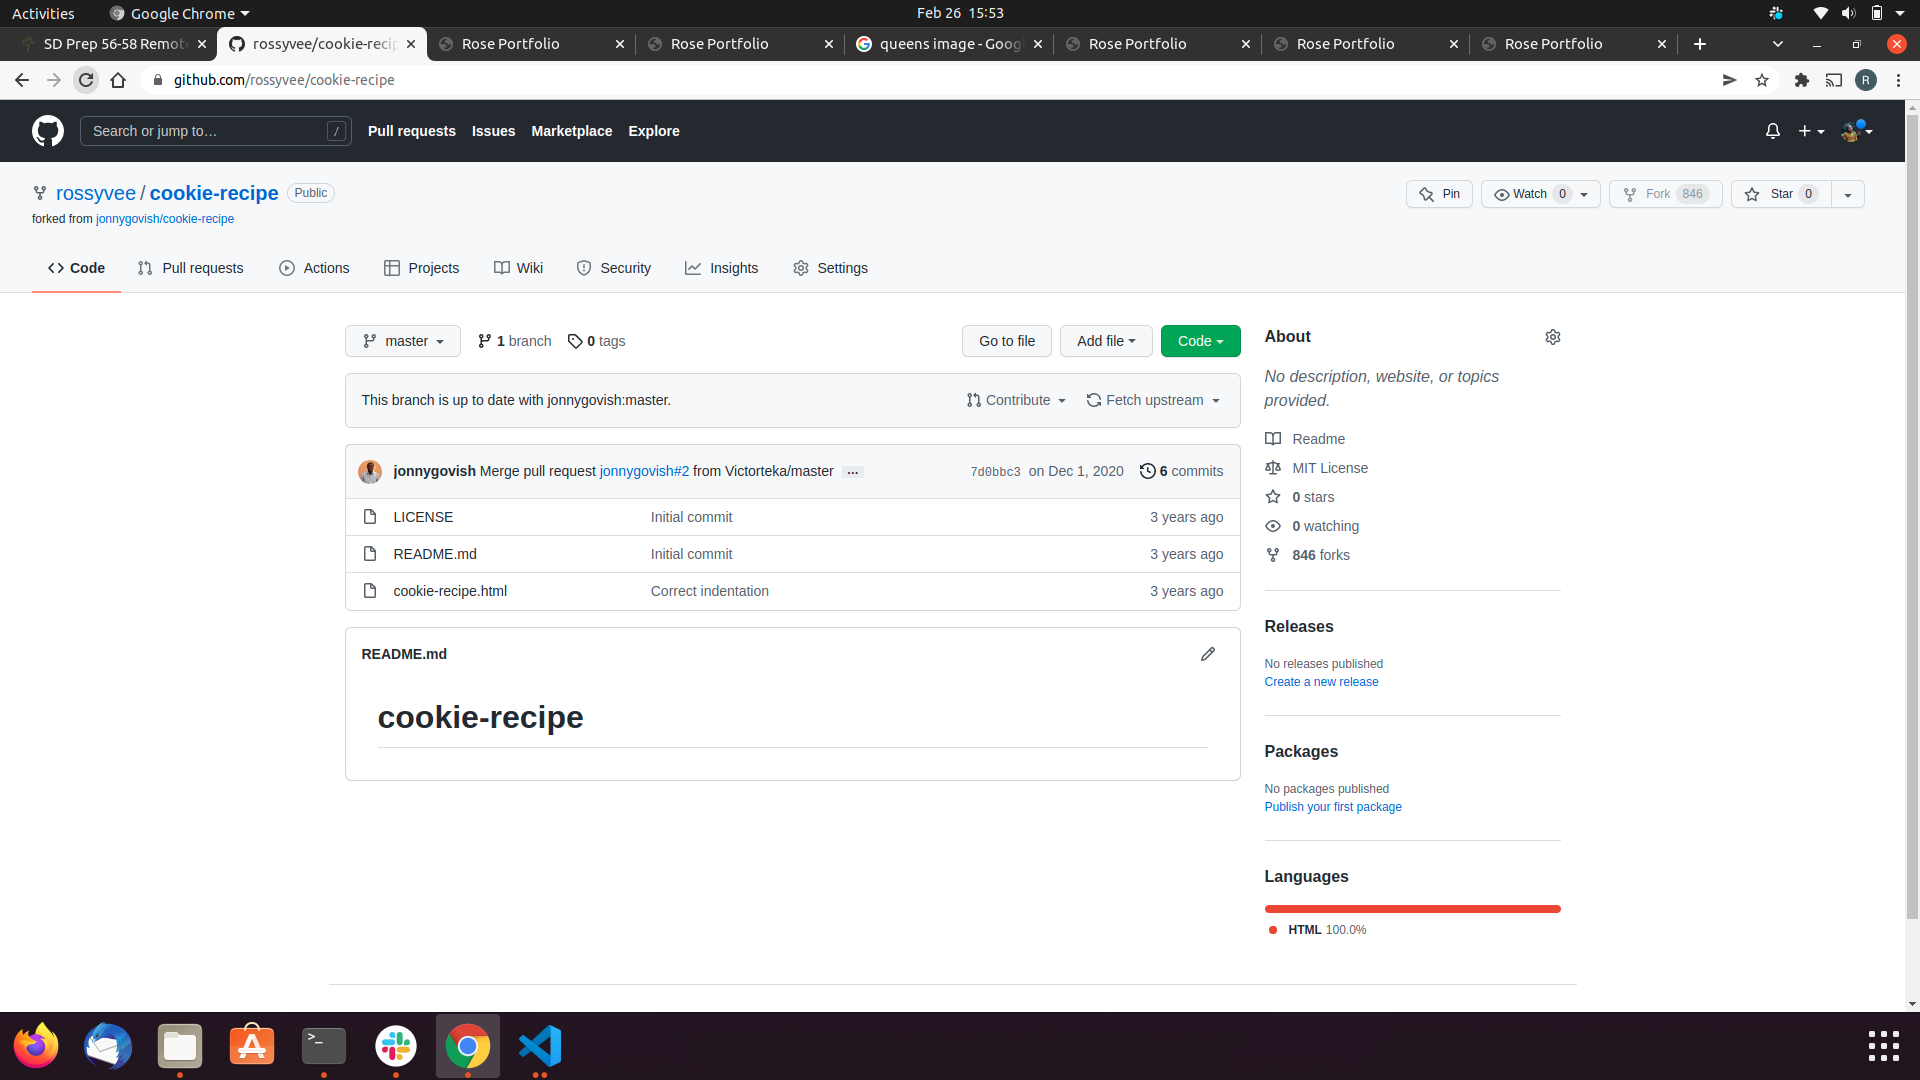 Activities
Google Chrome
Feb 26 15:53
SD Prep 56-58 Remot
rossyvee/cookie-recip
Rose Portfolio
Rose Portfolio
queens image - Goog
Rose Portfolio
Rose Portfolio
Rose Portfolio
github.com/rossyvee/cookie-recipe
R
Search or jump to…
/
Pull requests
Issues
Marketplace
Explore
rossyvee / cookie-recipe
Public
forked from jonnygovish/cookie-recipe
Pin
Watch 0
Fork 846
Star 0
Code
Pull requests
Actions
Projects
Wiki
Security
Insights
Settings
master
1 branch
0 tags
Go to file
Add file
Code
This branch is up to date with jonnygovish:master.
Contribute
Fetch upstream
jonnygovish Merge pull request jonnygovish#2 from Victorteka/master …
7d0bbc3 on Dec 1, 2020
6 commits
LICENSE Initial commit 3 years ago
README.md Initial commit 3 years ago
cookie-recipe.html Correct indentation 3 years ago
README.md
cookie-recipe
About
No description, website, or topics
provided.
Readme
MIT License
0 stars
0 watching
846 forks
Releases
No releases published
Create a new release
Packages
No packages published
Publish your first package
Languages
HTML 100.0%
>_